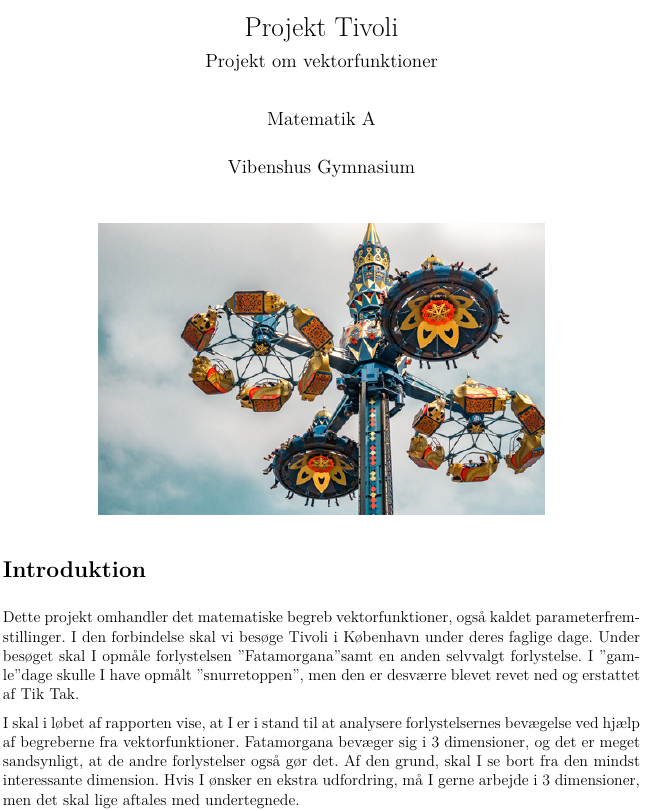 Projekt Tivoli
Projekt om vektorfunktioner
Matematik A
Vibenshus Gymnasium
Introduktion
Dette projekt omhandler det matematiske begreb vektorfunktioner, også kaldet parameterfrem-
stillinger. I den forbindelse skal vi besøge Tivoli i København under deres faglige dage. Under
besøget skal I opmåle forlystelsen ”Fatamorgana”samt en anden selvvalgt forlystelse. I ”gam-
le”dage skulle I have opmålt ”snurretoppen”, men den er desværre blevet revet ned og erstattet
af Tik Tak.
I skal i løbet af rapporten vise, at I er i stand til at analysere forlystelsernes bevægelse ved hjælp
af begreberne fra vektorfunktioner. Fatamorgana bevæger sig i 3 dimensioner, og det er meget
sandsynligt, at de andre forlystelser også gør det. Af den grund, skal I se bort fra den mindst
interessante dimension. Hvis I ønsker en ekstra udfordring, må I gerne arbejde i 3 dimensioner,
men det skal lige aftales med undertegnede.